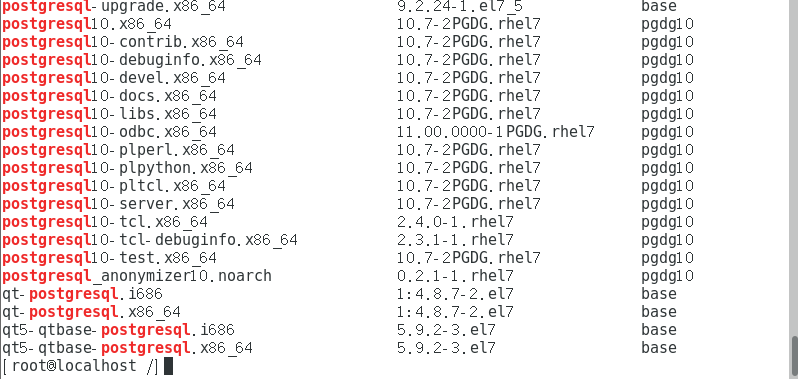 postgresql-upgrade.x86_64 9.2.24-1.el7_5 base
postgresql10.x86_64 10.7-2PGDG.rhel7 pgdg10
postgresql10-contrib.x86_64 10.7-2PGDG.rhel7 pgdg10
postgresql10-debuginfo.x86_64 10.7-2PGDG.rhel7 pgdg10
postgresql10-devel.x86_64 10.7-2PGDG.rhel7 pgdg10
postgresql10-docs.x86_64 10.7-2PGDG.rhel7 pgdg10
postgresql10-libs.x86_64 10.7-2PGDG.rhel7 pgdg10
postgresql10-odbc.x86_64 11.00.0000-1PGDG.rhel7 pgdg10
postgresql10-plperl.x86_64 10.7-2PGDG.rhel7 pgdg10
postgresql10-plpython.x86_64 10.7-2PGDG.rhel7 pgdg10
postgresql10-pltcl.x86_64 10.7-2PGDG.rhel7 pgdg10
postgresql10-server.x86_64 10.7-2PGDG.rhel7 pgdg10
postgresql10-tcl.x86_64 2.4.0-1.rhel7 pgdg10
postgresql10-tcl-debuginfo.x86_64 2.3.1-1.rhel7 pgdg10
postgresql10-test.x86_64 10.7-2PGDG.rhel7 pgdg10
postgresql_anonymizer10.noarch 0.2.1-1.rhel7 pgdg10
qt-postgresql.i686 1:4.8.7-2.el7 base
qt-postgresql.x86_64 1:4.8.7-2.el7 base
qt5-qtbase-postgresql.i686 5.9.2-3.el7 base
qt5-qtbase-postgresql.x86_64 5.9.2-3.el7 base
[root@localhost /]